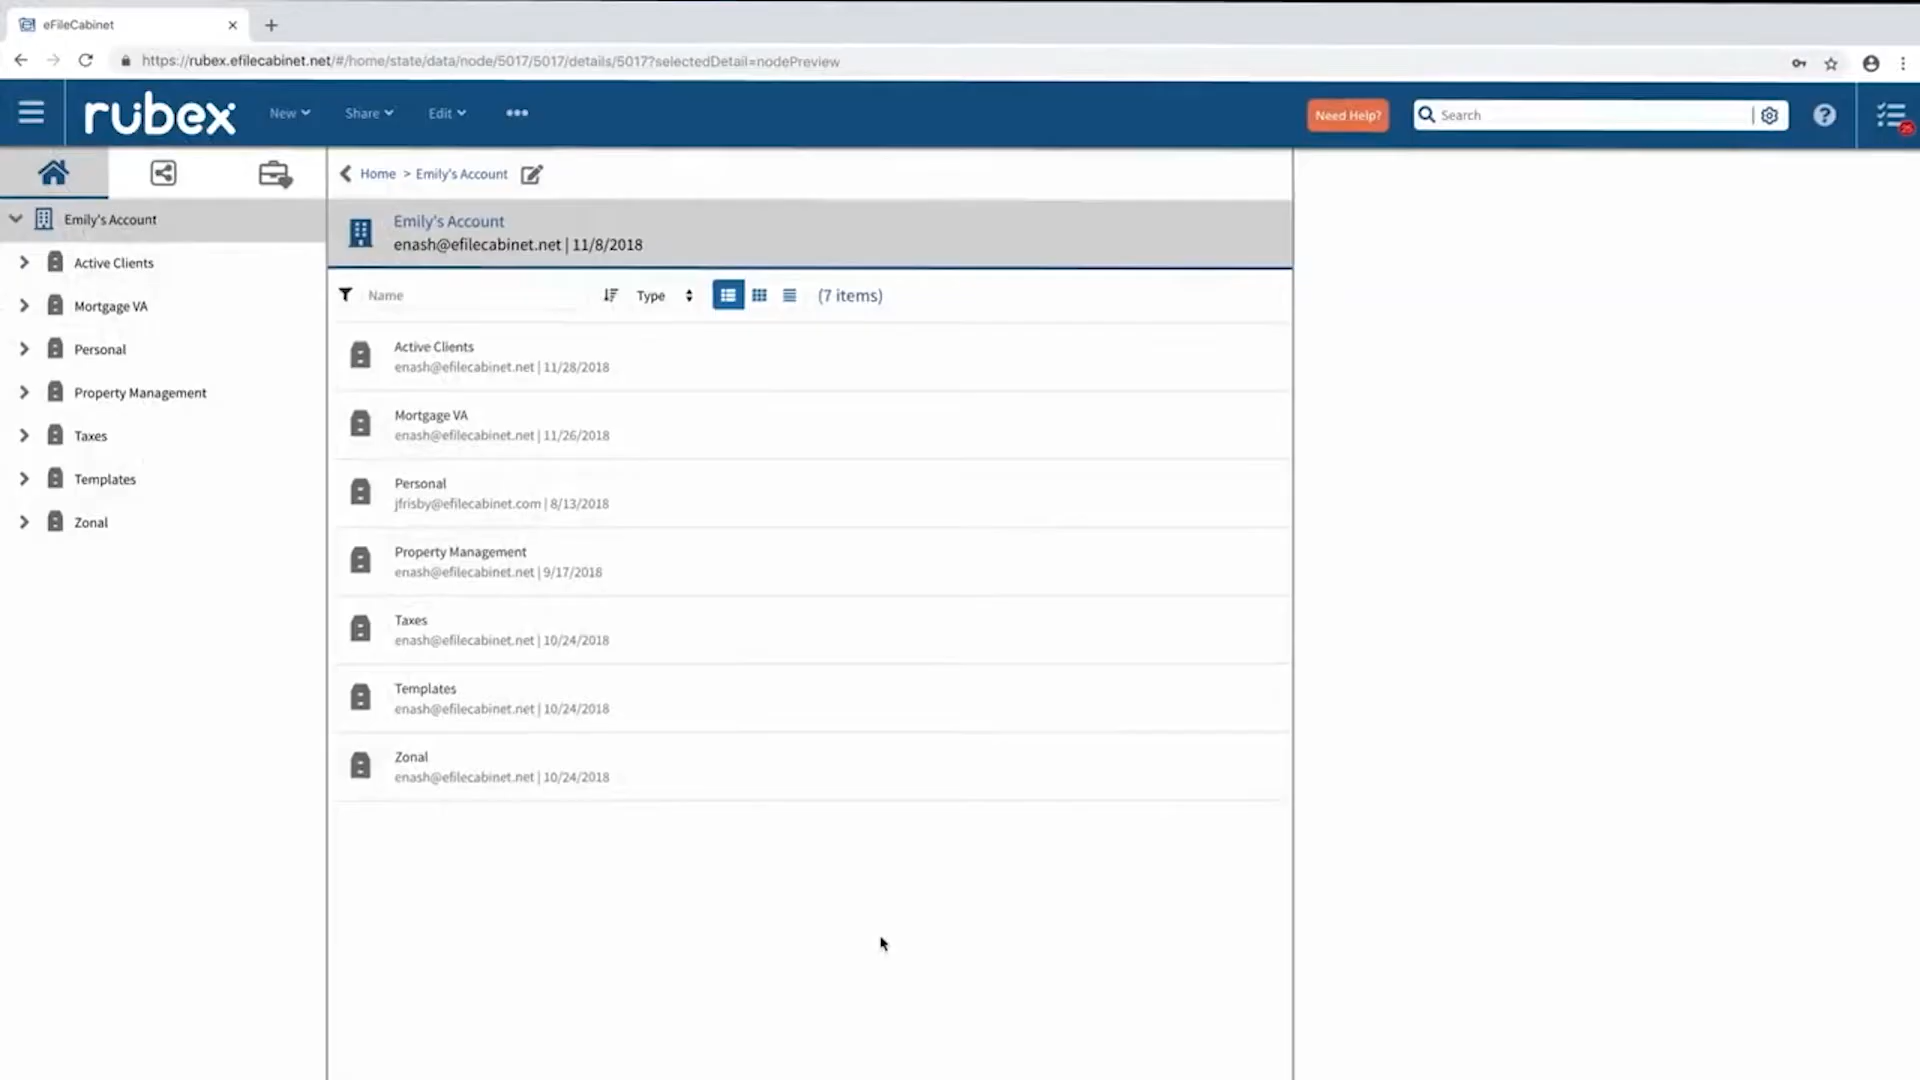 eFileCabinet
https://rubex.efilecabinet.net/#/home/state/data/node/5017/5017/details/5017?selectedDetail=nodePreview
rubex New Share Edit Need Help? Search
25
Home > Emily's Account
Emily's Account
Active Clients
Mortgage VA
Personal
Property Management
Taxes
Templates
Zonal
Emily's Account
enash@efilecabinet.net | 11/8/2018
Name Type (7 items)
Active Clients
enash@efilecabinet.net | 11/28/2018
Mortgage VA
enash@efilecabinet.net | 11/26/2018
Personal
jfrisby@efilecabinet.com | 8/13/2018
Property Management
enash@efilecabinet.net | 9/17/2018
Taxes
enash@efilecabinet.net | 10/24/2018
Templates
enash@efilecabinet.net | 10/24/2018
Zonal
enash@efilecabinet.net | 10/24/2018